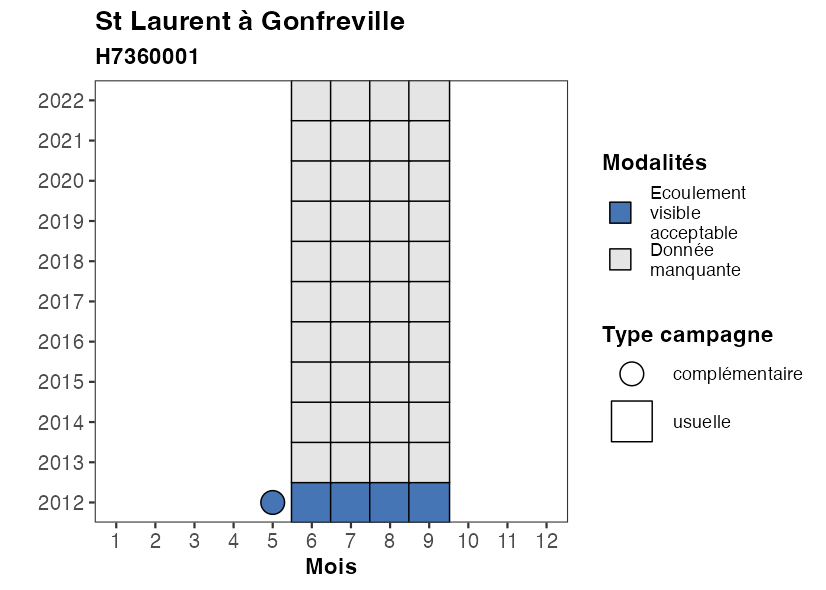 St Laurent à Gonfreville
H7360001
2022
2021
2020
2019
2018
2017
2016
2015
2014
2013
2012
1 2 3 4 5 6 7 8 9 10 11 12
Mois
Modalités
Ecoulement
visible
acceptable
Donnée
manquante
Type campagne
complémentaire
usuelle